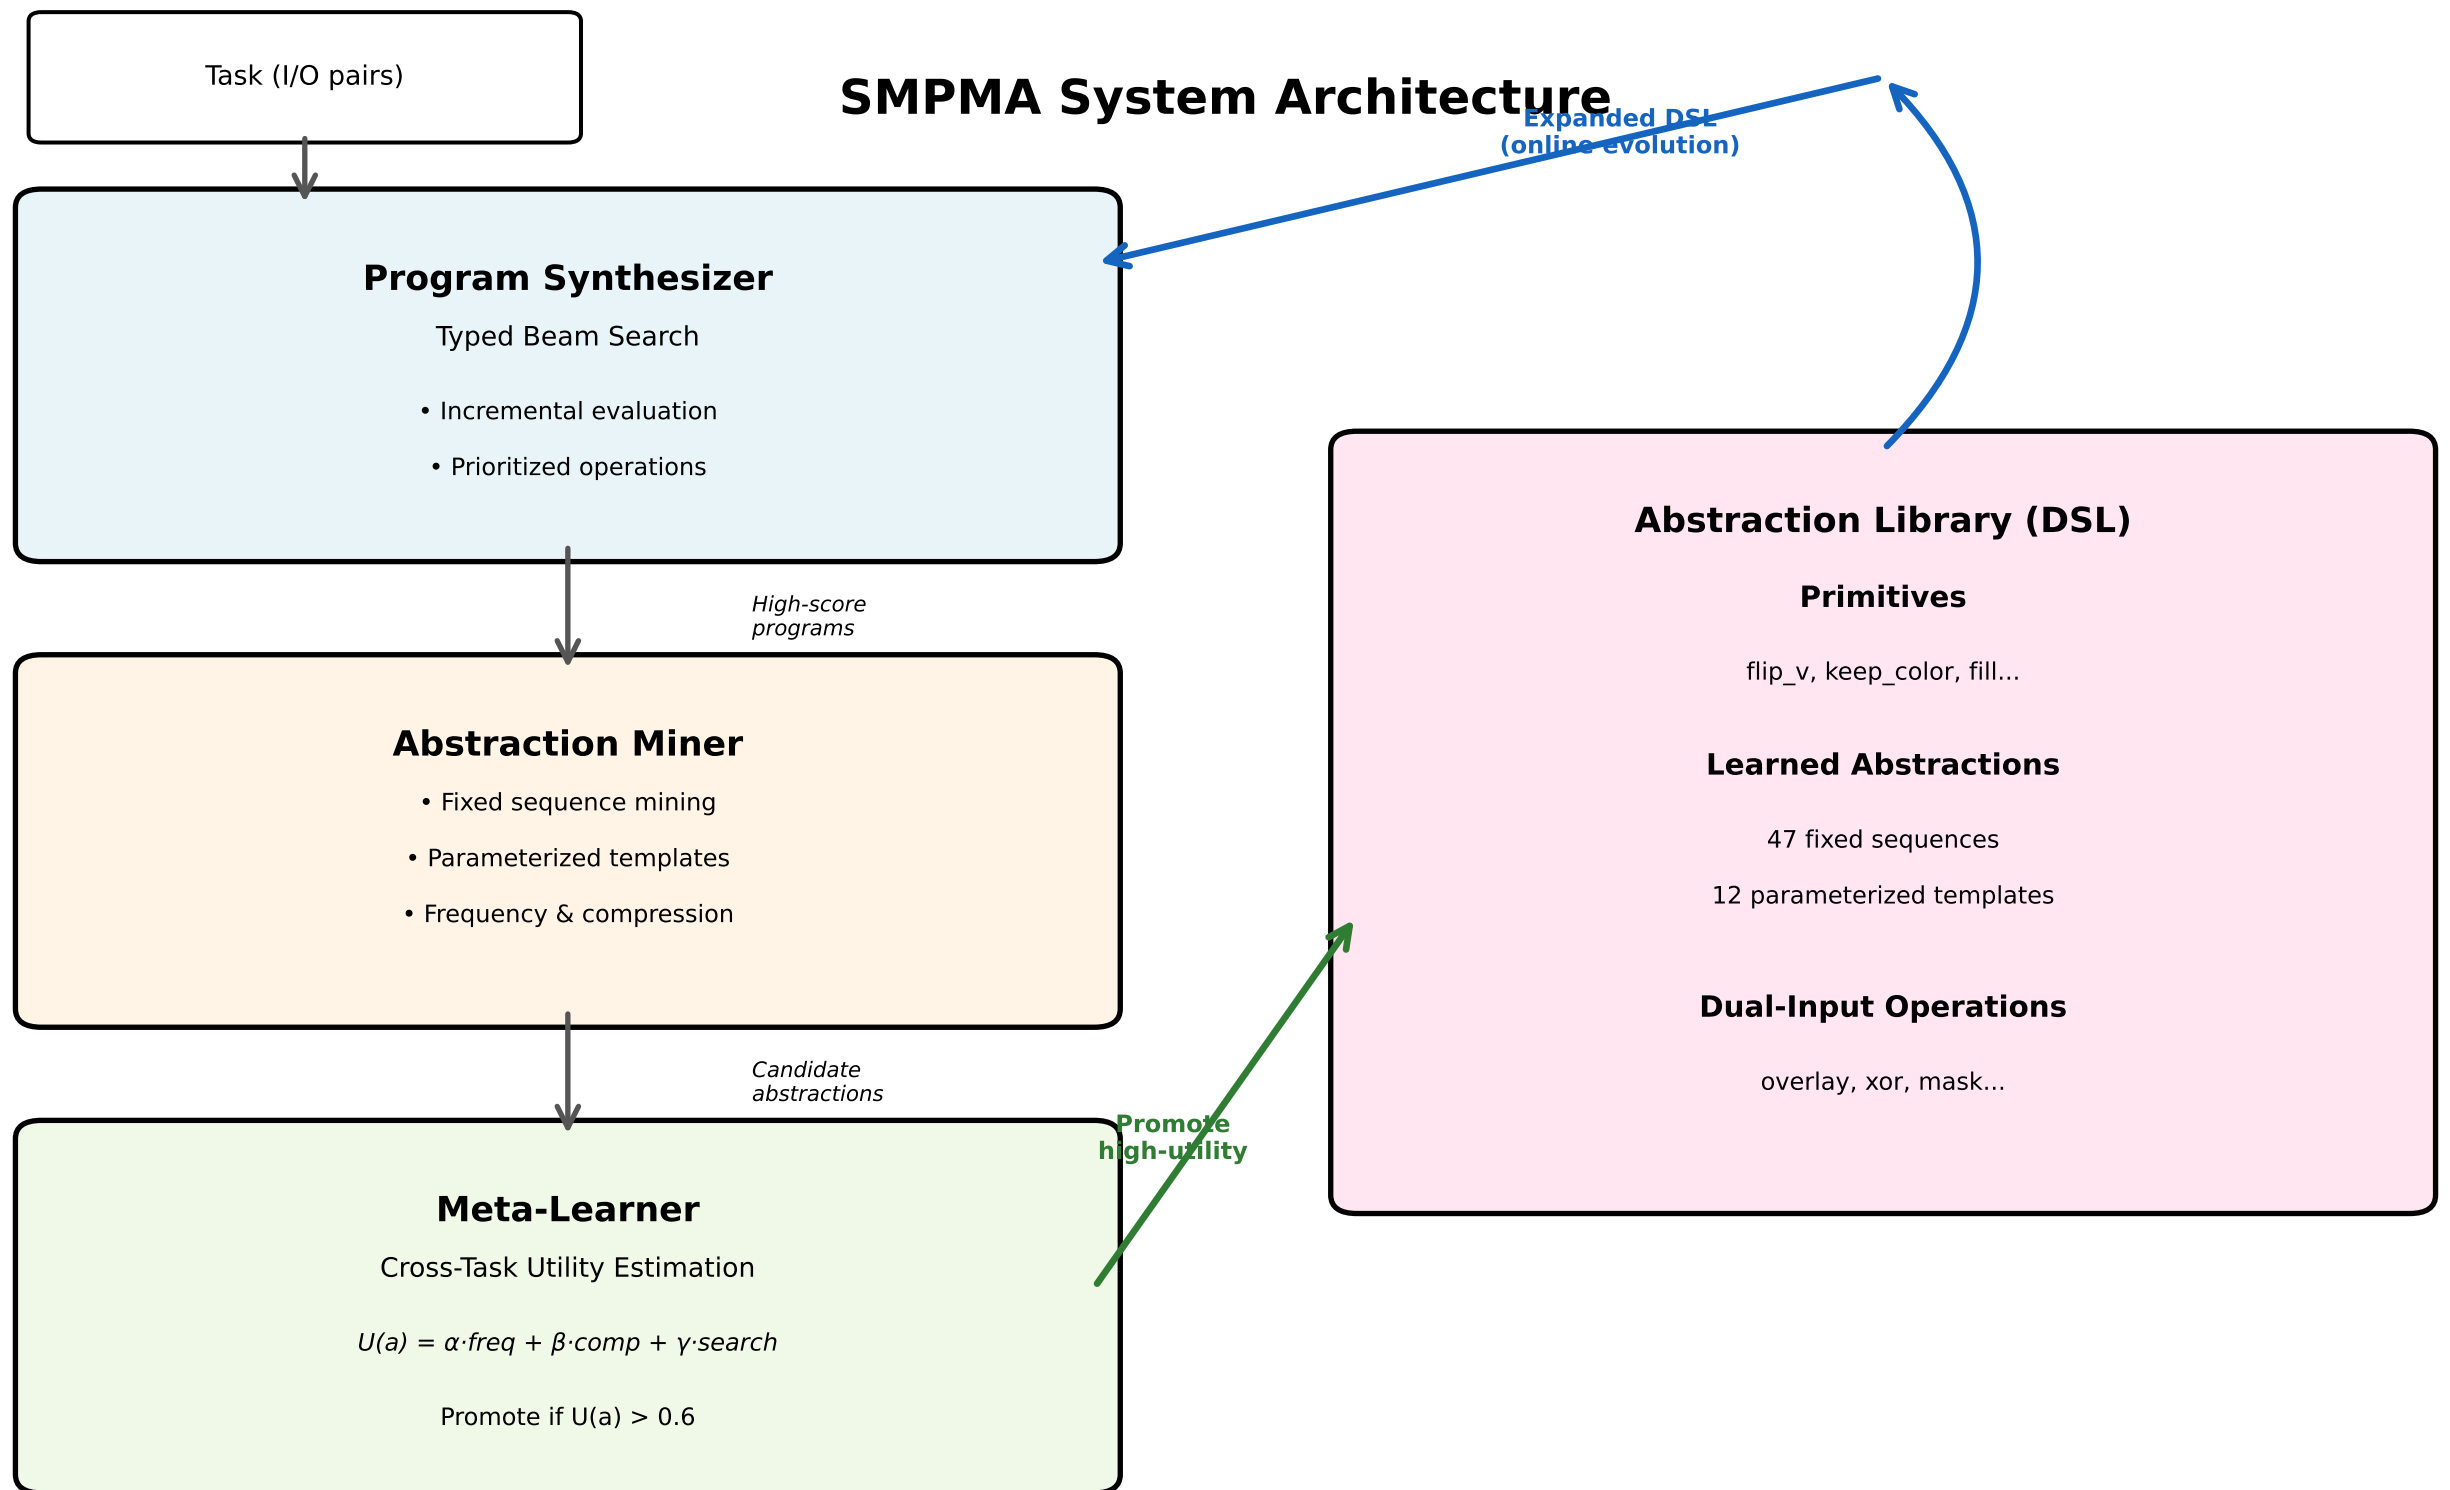 Task (I/O pairs)
SMPMA System Architecture
Expanded DSL
(online evolution)
Program Synthesizer
Typed Beam Search
• Incremental evaluation
• Prioritized operations
High-score
programs
Abstraction Miner
• Fixed sequence mining
• Parameterized templates
• Frequency & compression
Candidate
abstractions
Promote
high-utility
Meta-Learner
Cross-Task Utility Estimation
U(a) = α·freq + β·comp + γ·search
Promote if U(a) > 0.6
Abstraction Library (DSL)
Primitives
flip_v, keep_color, fill...
Learned Abstractions
47 fixed sequences
12 parameterized templates
Dual-Input Operations
overlay, xor, mask...